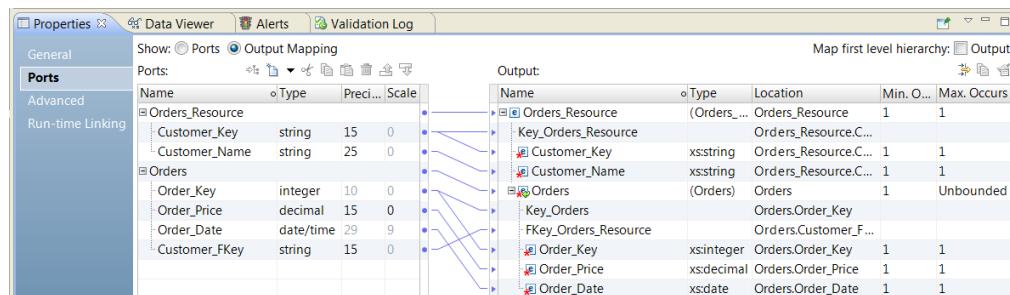 Properties Data Viewer Alerts Validation Log
General
Ports
Advanced
Run-time Linking
Show: Ports Output Mapping Map first level hierarchy: Output
Ports: Output:
Name Type Preci... Scale
Orders_Resource
Customer_Key string 15 0
Customer_Name string 25 0
Orders
Order_Key integer 10 0
Order_Price decimal 15 0
Order_Date date/time 29 9
Customer_FKey string 15 0
Name Type Location Min. O... Max. Occurs
Orders_Resource (Orders_... Orders_Resource 1 1
Key_Orders_Resource Orders_Resource.C...
Customer_Key xs:string Orders_Resource.C... 1 1
Customer_Name xs:string Orders_Resource.C... 1 1
Orders (Orders) Orders 1 Unbounded
Key_Orders Orders.Order_Key
FKey_Orders_Resource Orders.Customer_F...
Order_Key xs:integer Orders.Order_Key 1 1
Order_Price xs:decimal Orders.Order_Price 1 1
Order_Date xs:date Orders.Order_Date 1 1